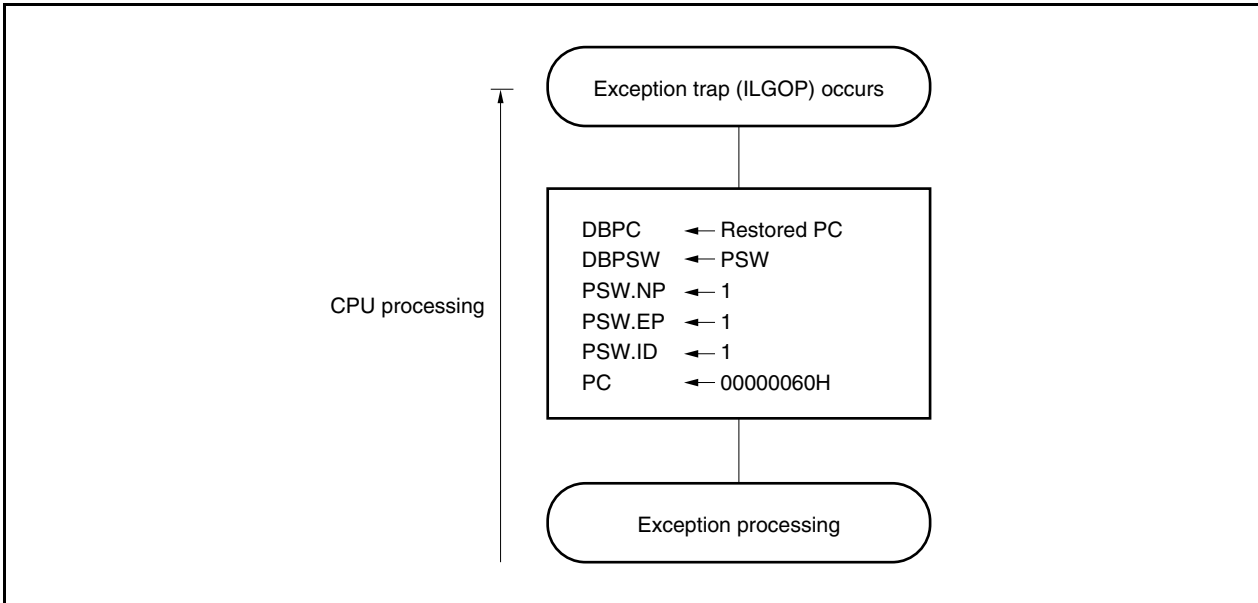 Exception trap (ILGOP) occurs
CPU processing
DBPC ← Restored PC
DBPSW ← PSW
PSW.NP ← 1
PSW.EP ← 1
PSW.ID ← 1
PC ← 00000060H
Exception processing